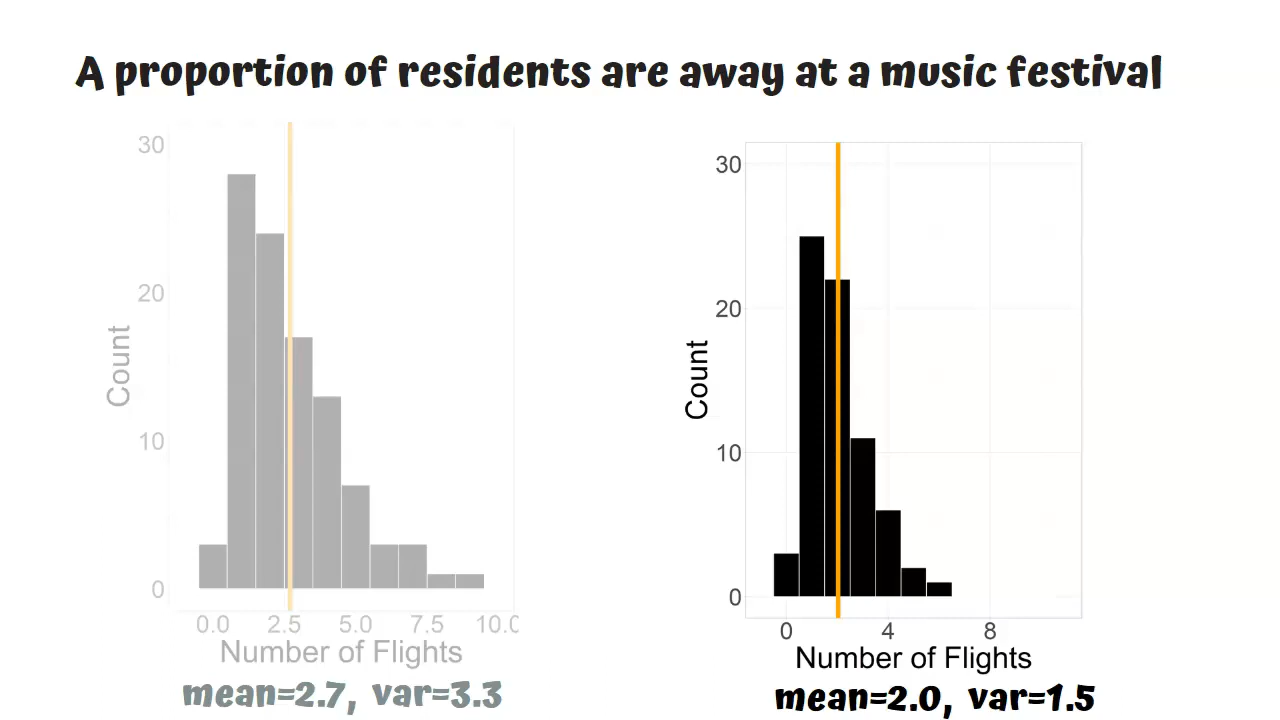 A proportion of residents are away at a music festival
30
20
10
0
Count
0.0 2.5 5.0 7.5 10.0
Number of Flights
mean=2.7, var=3.3
30
20
10
0
Count
0 4 8
Number of Flights
mean=2.0, var=1.5